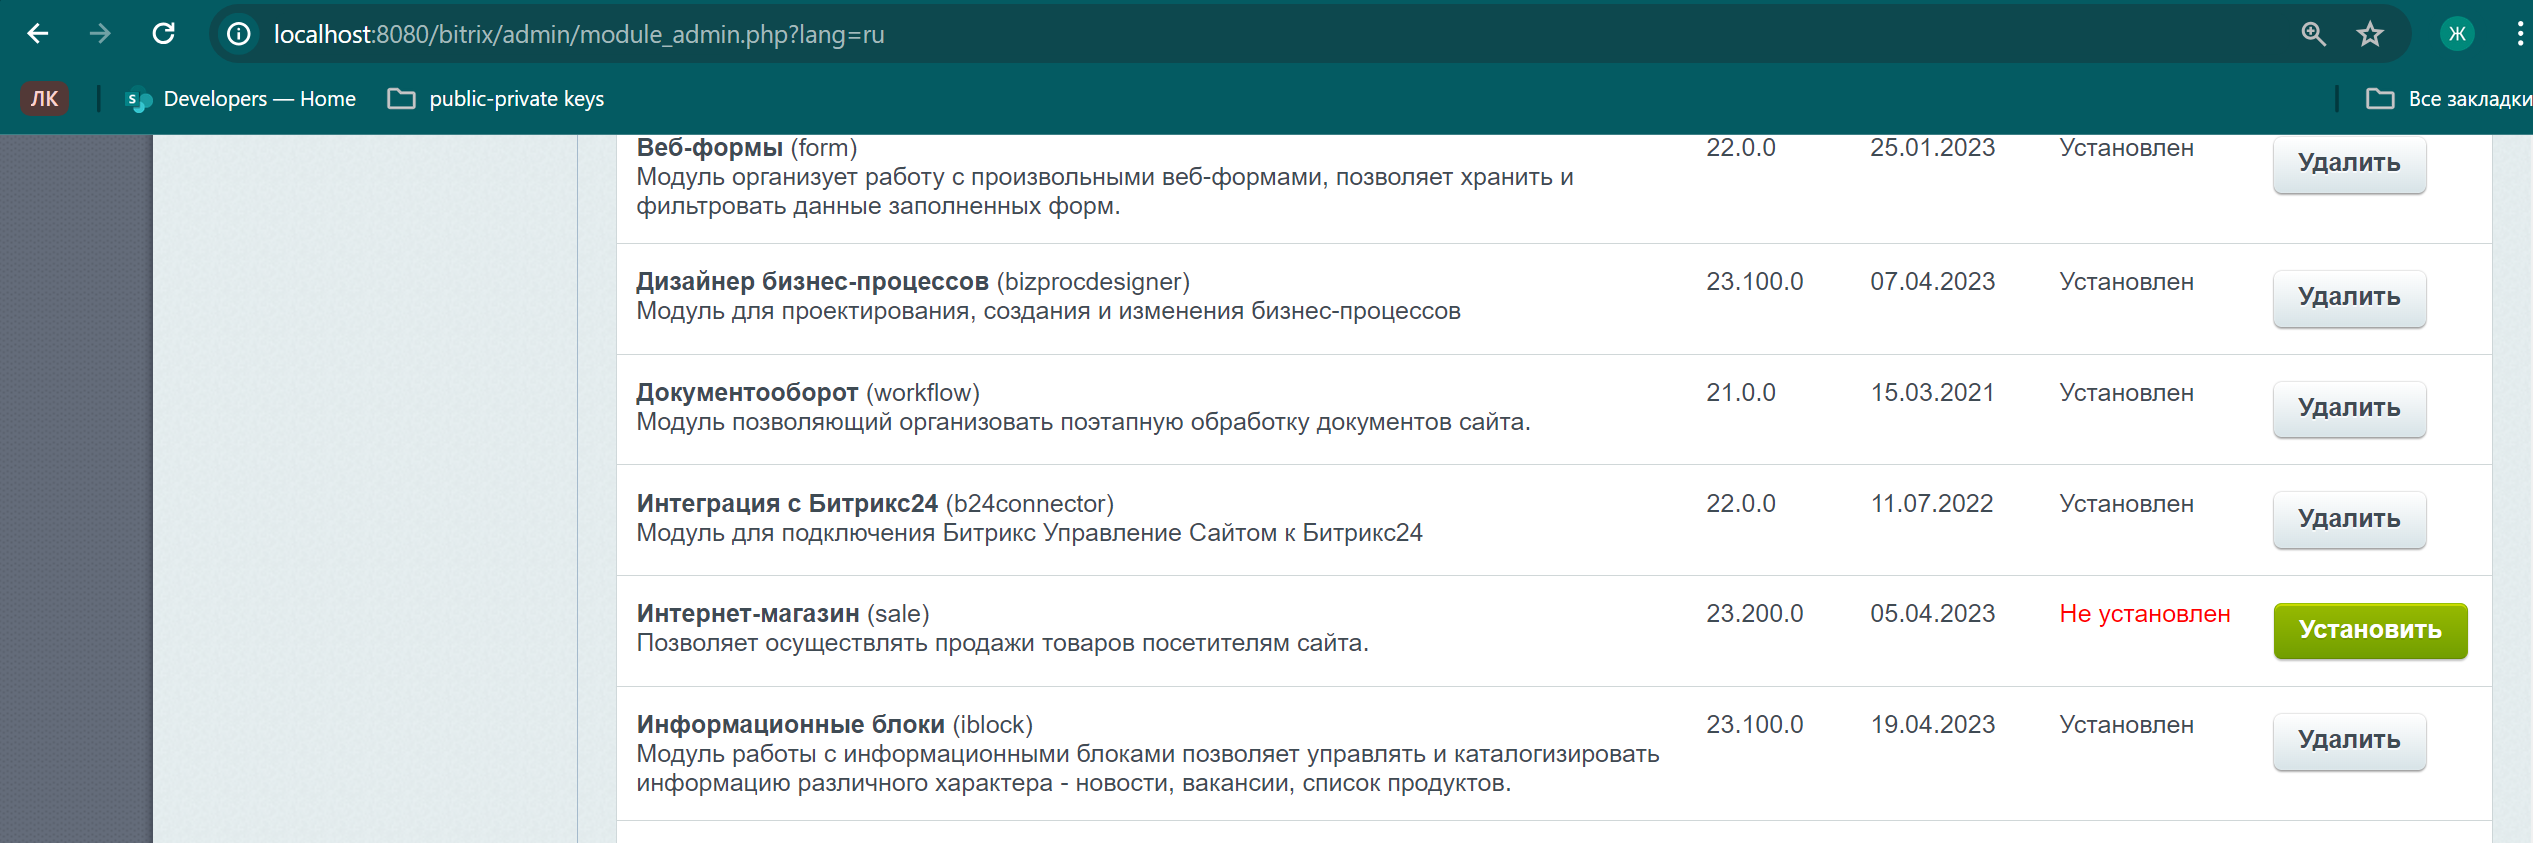 localhost:8080/bitrix/admin/module_admin.php?lang=ru
Ж
ЛК
Developers — Home
public-private keys
Все закладки
Веб-формы (form) 22.0.0 25.01.2023 Установлен Удалить
Модуль организует работу с произвольными веб-формами, позволяет хранить и
фильтровать данные заполненных форм.
Дизайнер бизнес-процессов (bizprocdesigner) 23.100.0 07.04.2023 Установлен Удалить
Модуль для проектирования, создания и изменения бизнес-процессов
Документооборот (workflow) 21.0.0 15.03.2021 Установлен Удалить
Модуль позволяющий организовать поэтапную обработку документов сайта.
Интеграция с Битрикс24 (b24connector) 22.0.0 11.07.2022 Установлен Удалить
Модуль для подключения Битрикс Управление Сайтом к Битрикс24
Интернет-магазин (sale) 23.200.0 05.04.2023 Не установлен Установить
Позволяет осуществлять продажи товаров посетителям сайта.
Информационные блоки (iblock) 23.100.0 19.04.2023 Установлен Удалить
Модуль работы с информационными блоками позволяет управлять и каталогизировать
информацию различного характера - новости, вакансии, список продуктов.